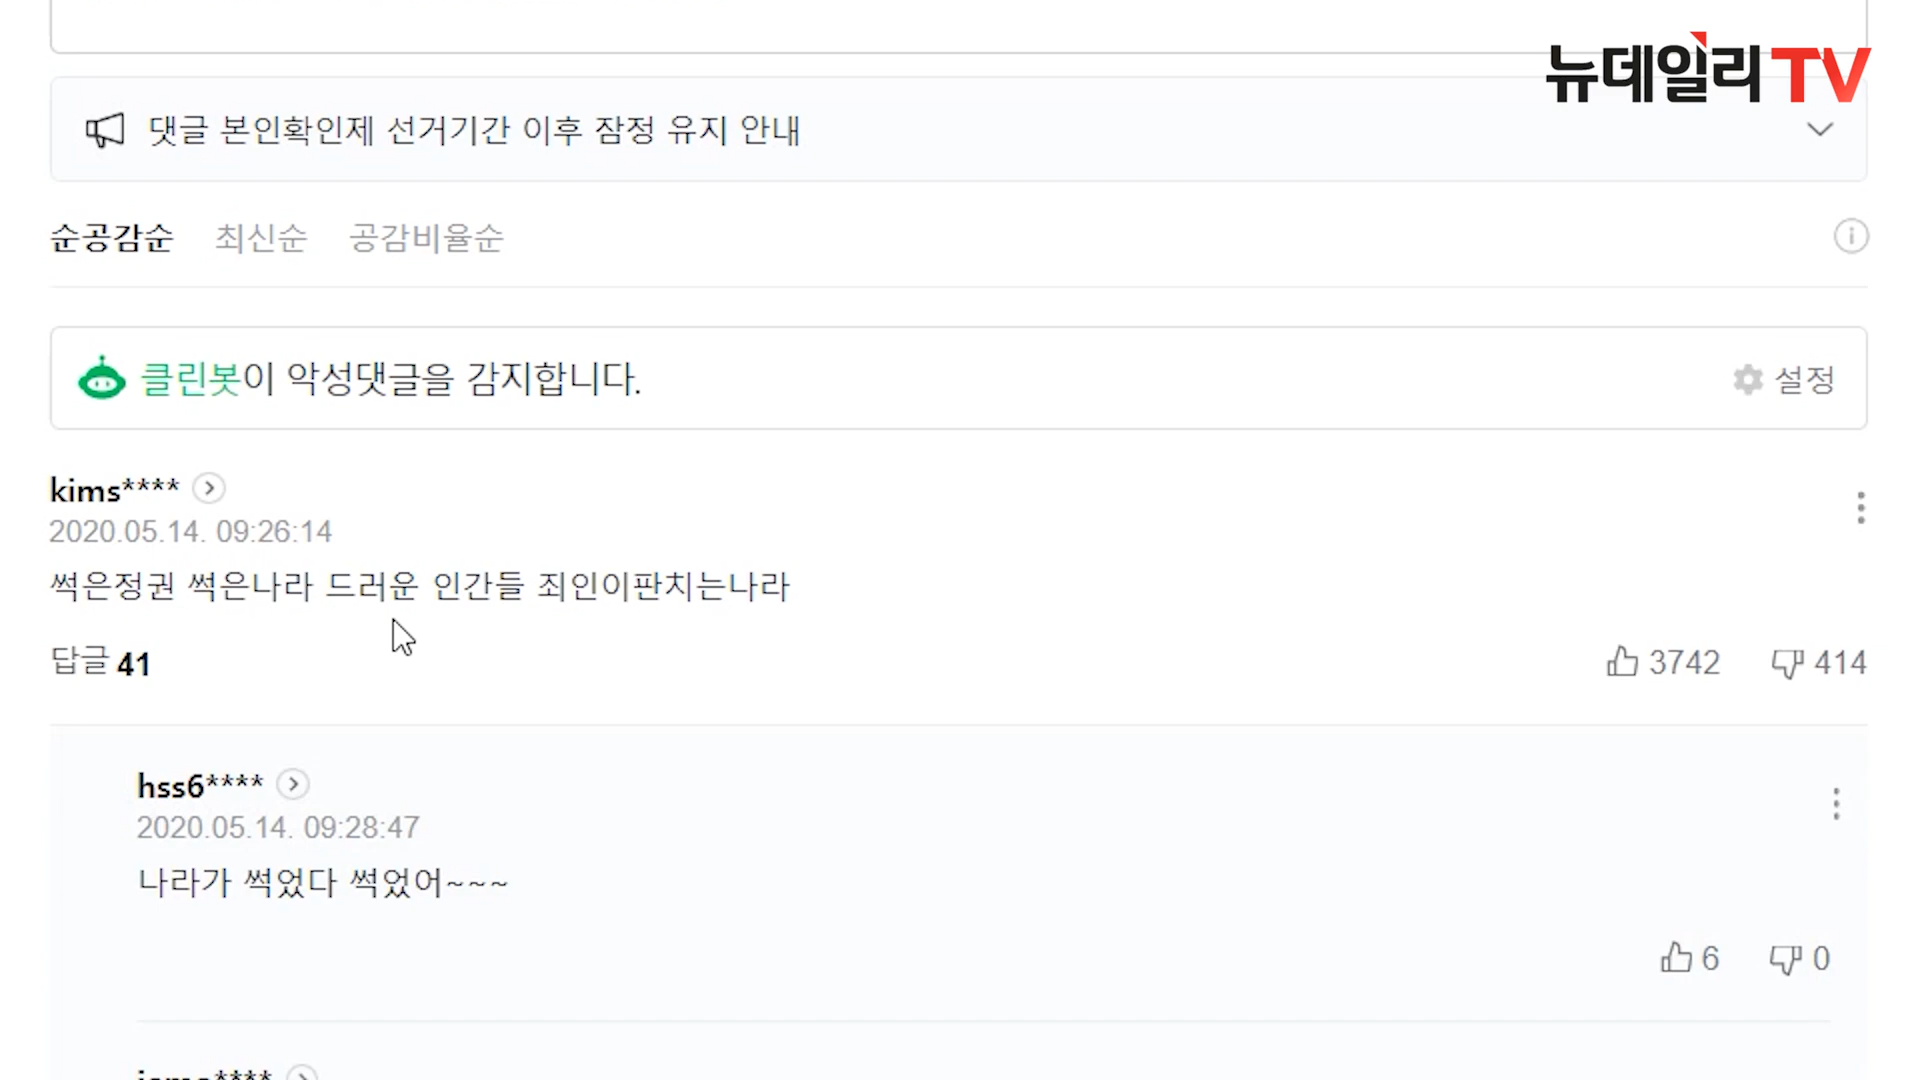 뉴데일리TV
댓글 본인확인제 선거기간 이후 잠정 유지 안내
순공감순 최신순 공감비율순
클린봇이 악성댓글을 감지합니다.
설정
kims****
2020.05.14. 09:26:14
썩은정권 썩은나라 드러운 인간들 죄인이판치는나라
답글 41
3742 414
hss6****
2020.05.14. 09:28:47
나라가 썩었다 썩었어~~~
6 0